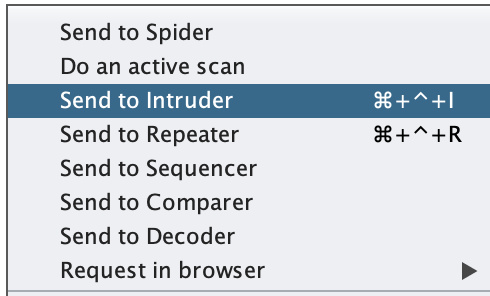 Send to Spider
Do an active scan
Send to Intruder ⌘+^+I
Send to Repeater ⌘+^+R
Send to Sequencer
Send to Comparer
Send to Decoder
Request in browser